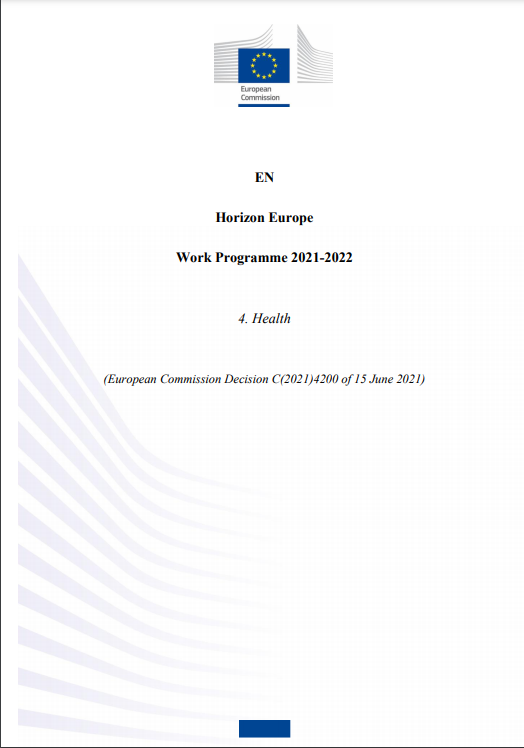 European
Commission
EN
Horizon Europe
Work Programme 2021-2022
4. Health
(European Commission Decision C(2021)4200 of 15 June 2021)